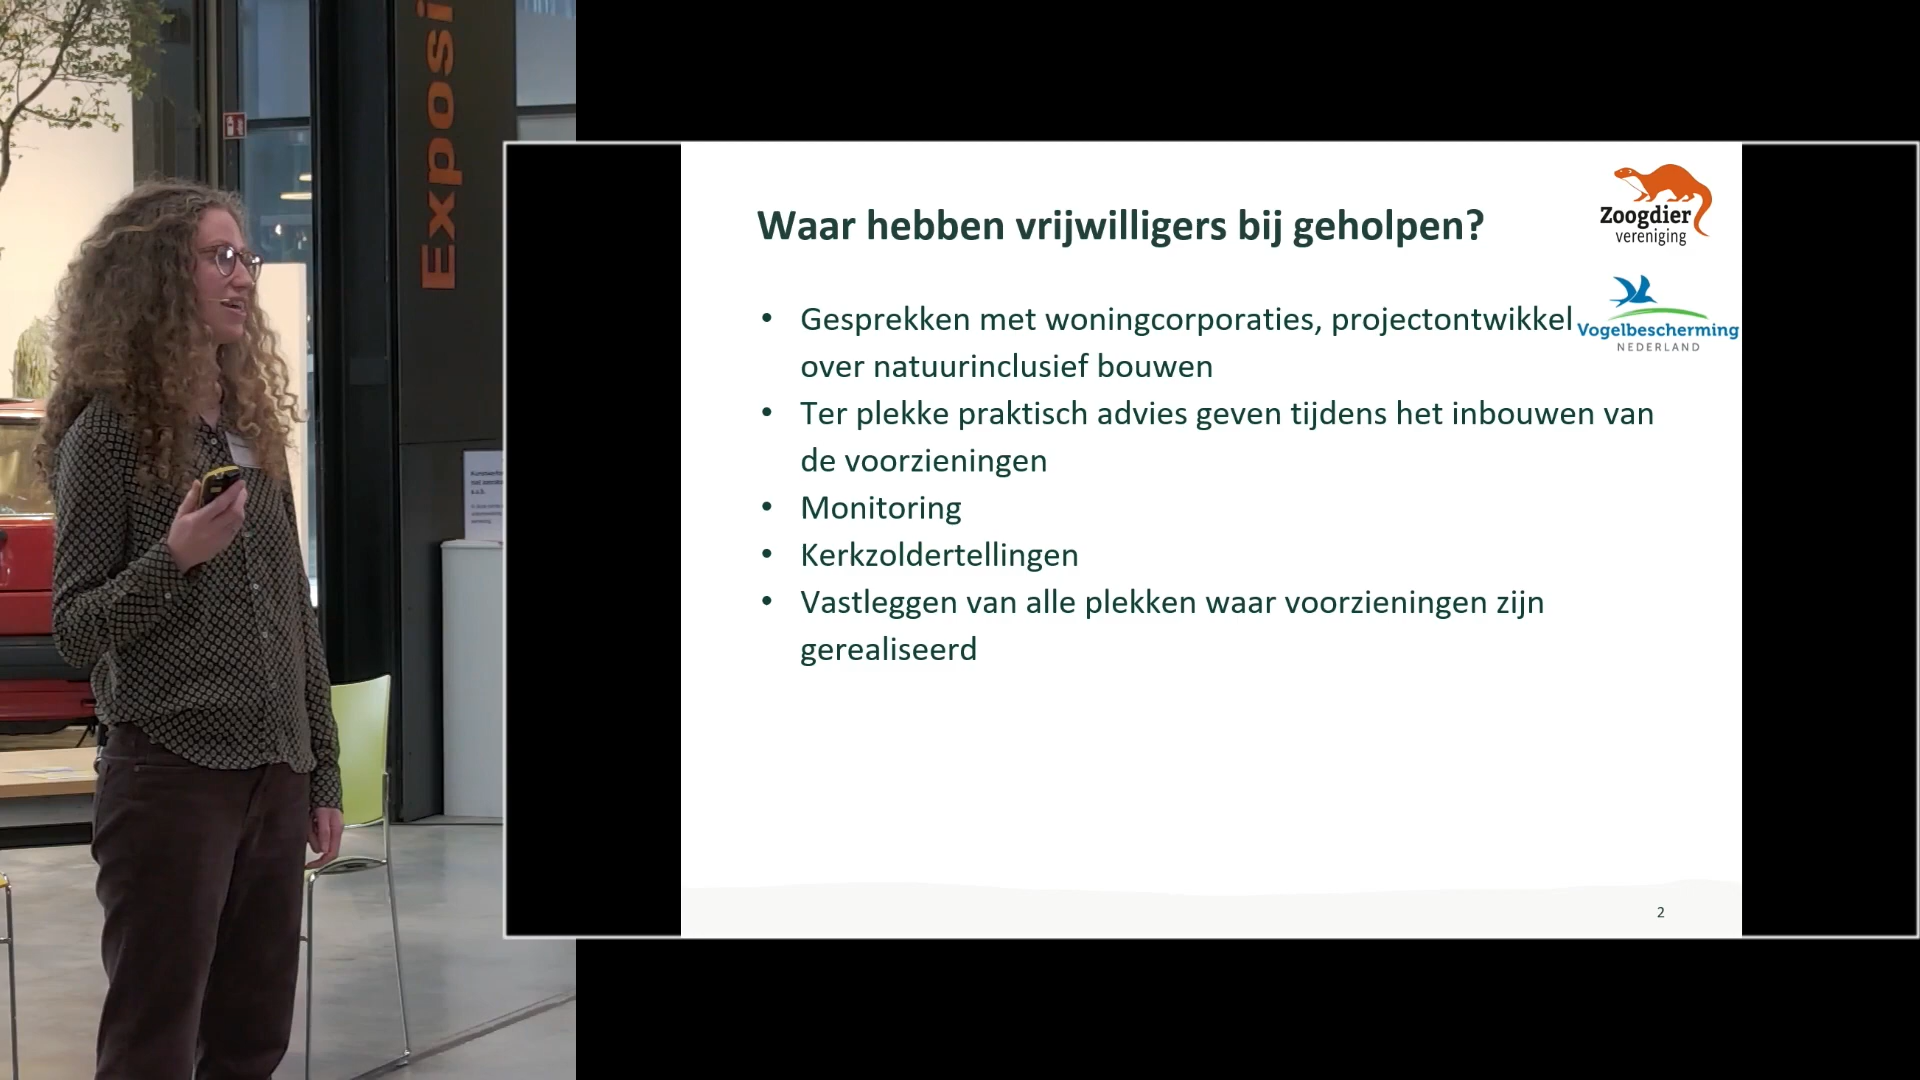 Exposi
Waar hebben vrijwilligers bij geholpen?
Zoogdier
vereniging
• Gesprekken met woningcorporaties, projectontwikkel
Vogelbescherming
NEDERLAND
over natuurinclusief bouwen
• Ter plekke praktisch advies geven tijdens het inbouwen van
de voorzieningen
• Monitoring
• Kerkzoldertellingen
• Vastleggen van alle plekken waar voorzieningen zijn
gerealiseerd
2